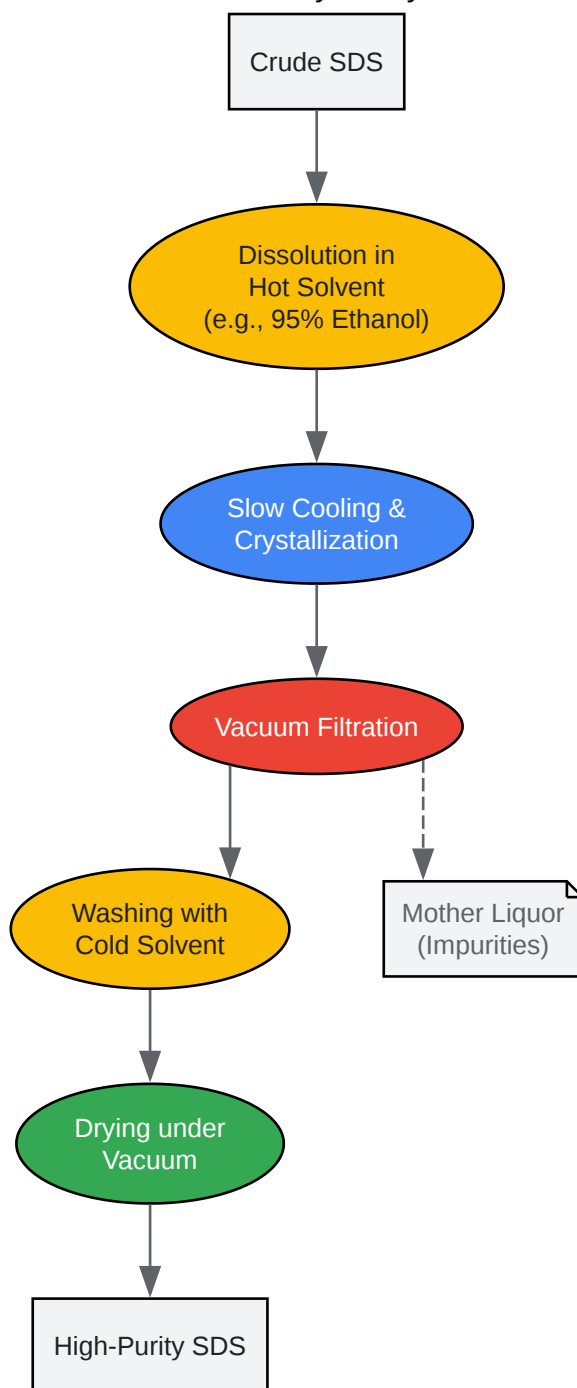 Crude SDS
Dissolution in
Hot Solvent
(e.g., 95% Ethanol)
Slow Cooling &
Crystallization
Vacuum Filtration
Washing with
Cold Solvent
Mother Liquor
(Impurities)
Drying under
Vacuum
High-Purity SDS